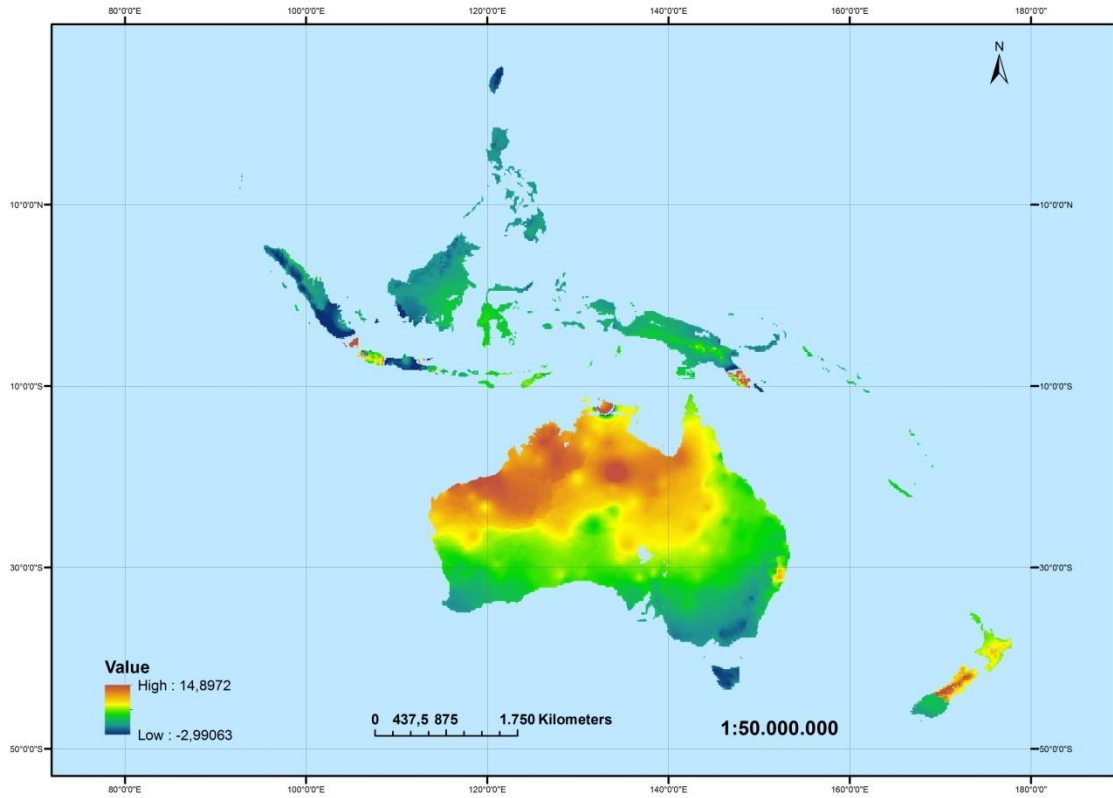 80°0'0"E 100°0'0"E 120°0'0"E 140°0'0"E 160°0'0"E 180°0'0"
N
10°0'0"N 10°0'0"N
10°0'0"S 10°0'0"S
30°0'0"S 30°0'0"S
Value
High : 14,8972
Low : -2,99063
0 437,5 875 1.750 Kilometers
1:50.000.000
50°0'0"S 50°0'0"S
80°0'0"E 100°0'0"E 120°0'0"E 140°0'0"E 160°0'0"E 180°0'0"